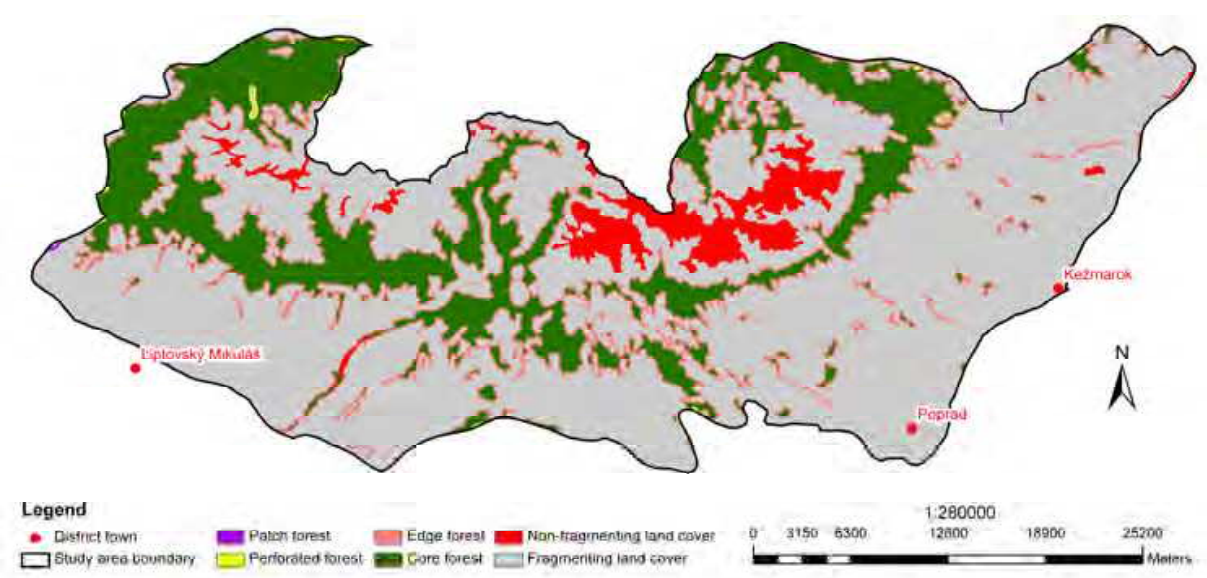 Kežmarok
Liptovský Mikuláš
N
Poprad
Legend
District town
Patch forest
Edge forest
Non-fragmenting land cover
Study area boundary
Perforated forest
Core forest
Fragmenting land cover
1:280000
0 3150 6300 12600 18900 25200
Meters